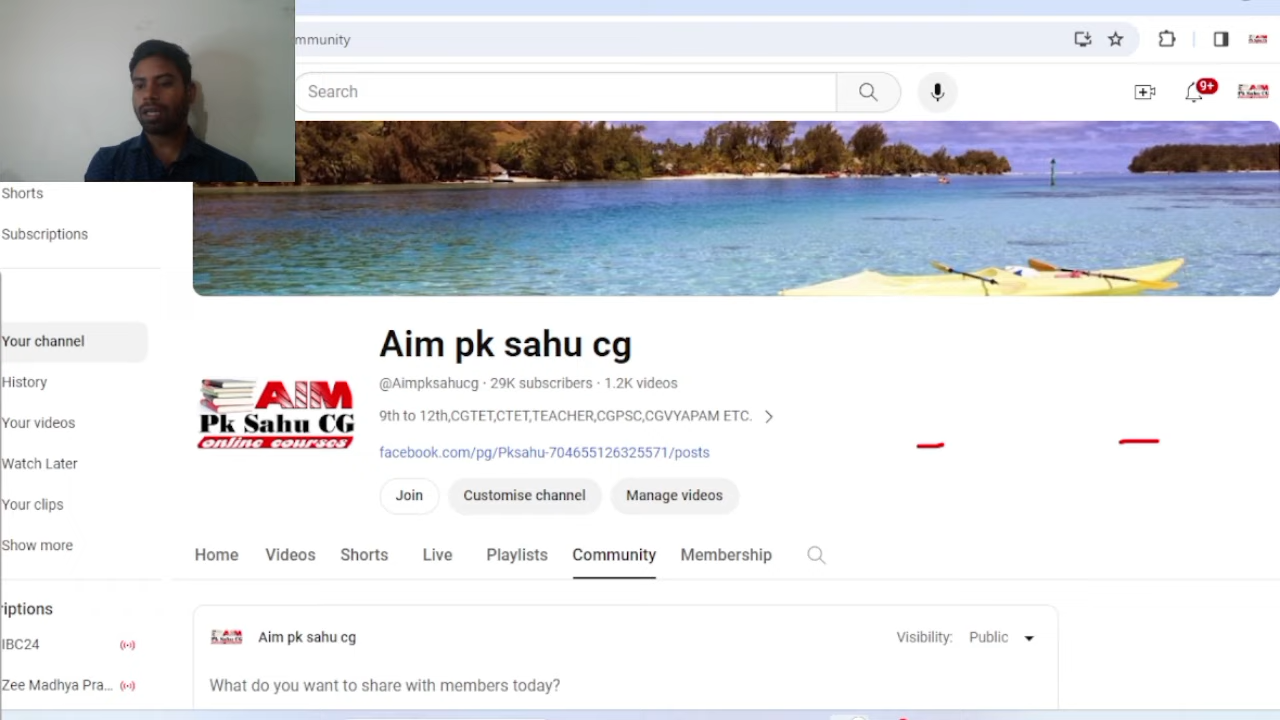 mmunity
Search
9+
Shorts
Subscriptions
Your channel
History
Your videos
Watch Later
Your clips
Show more
riptions
IBC24
Zee Madhya Pra...
AIM
Pk Sahu CG
online courses
Aim pk sahu cg
@Aimpksahucg · 29K subscribers · 1.2K videos
9th to 12th,CGTET,CTET,TEACHER,CGPSC,CGVYAPAM ETC.
facebook.com/pg/Pksahu-704655126325571/posts
Join Customise channel Manage videos
Home Videos Shorts Live Playlists Community Membership
Aim pk sahu cg Visibility: Public
What do you want to share with members today?